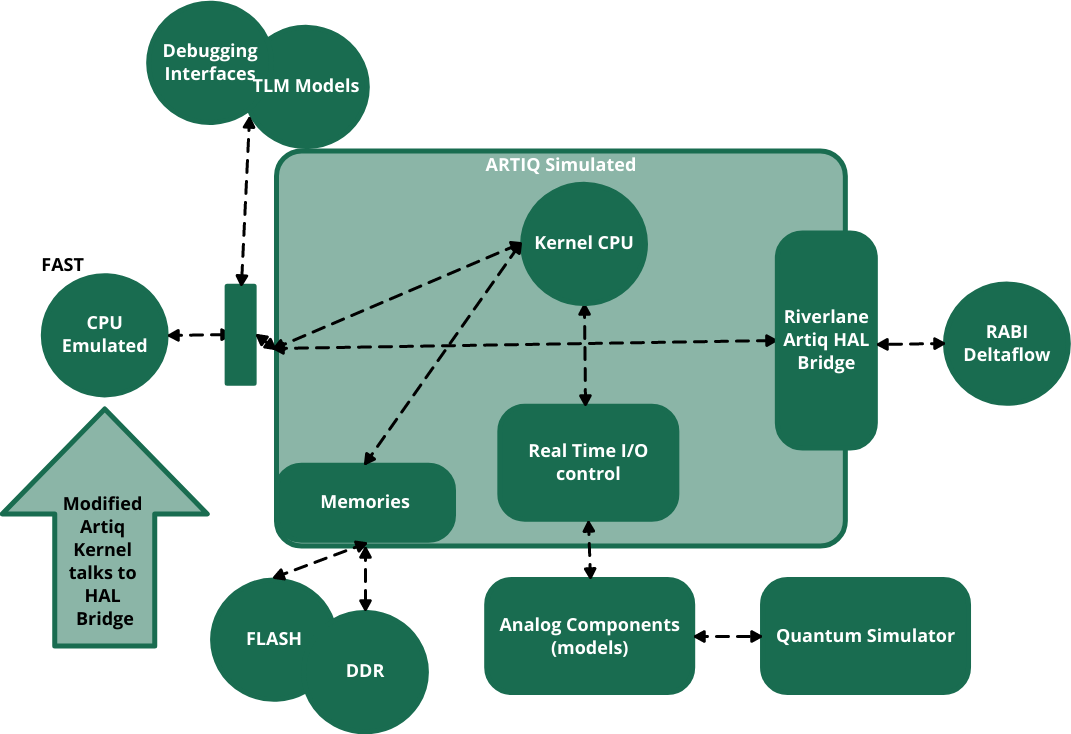 Debugging
Interfaces
TLM Models
ARTIQ Simulated
Kernel CPU
FAST
CPU
Emulated
Riverlane
Artiq HAL
Bridge
RABI
Deltaflow
Real Time I/O
control
Memories
Modified
Artiq
Kernel
talks to
HAL
Bridge
FLASH
DDR
Analog Components
(models)
Quantum Simulator